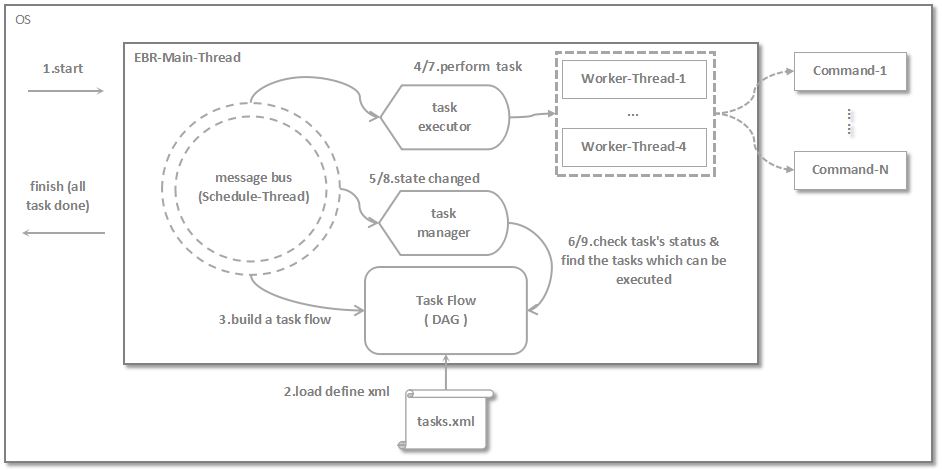 OS
EBR-Main-Thread
1.start
4/7.perform  task
Worker-Thread-1
Command-1
task
executor
...
Worker-Thread-4
Command-N
message bus
(Schedule-Thread)
5/8.state changed
finish (all
task done)
task
manager
6/9.check task's status &
find the tasks which can be
executed
Task Flow
( DAG )
3.build a task flow
2.load define xml
tasks.xml